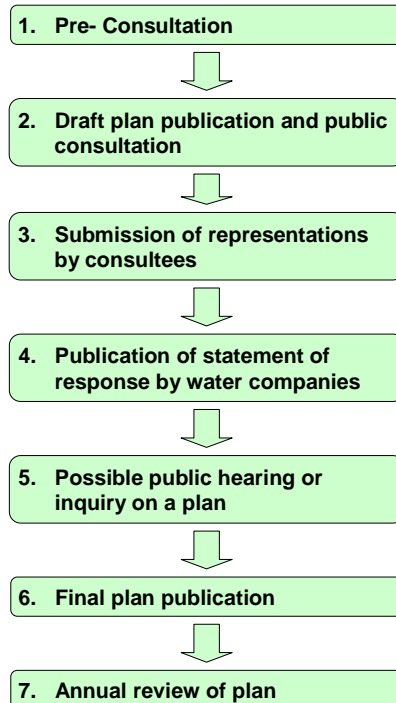 1. Pre- Consultation
2. Draft plan publication and public
consultation
3. Submission of representations
by consultees
4. Publication of statement of
response by water companies
5. Possible public hearing or
inquiry on a plan
6. Final plan publication
7. Annual review of plan